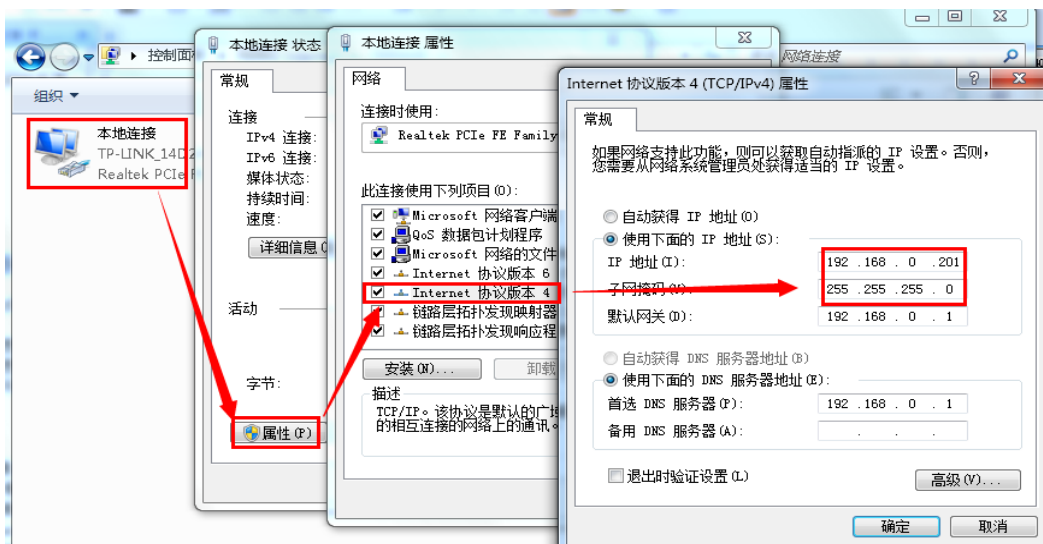 控制面
网络连接
组织
本地连接
TP-LINK_14D2
Realtek PCIe F
本地连接 状态
常规
连接
IPv4 连接:
IPv6 连接:
媒体状态:
持续时间:
速度:
详细信息(
活动
字节:
属性(P)
本地连接 属性
网络
连接时使用:
Realtek PCIe FE Family
此连接使用下列项目(O):
Microsoft 网络客户端
QoS 数据包计划程序
Microsoft 网络的文件
Internet 协议版本 6
Internet 协议版本 4
链路层拓扑发现映射器
链路层拓扑发现响应程
安装(N)...
卸载
描述
TCP/IP。该协议是默认的广域
的相互连接的网络上的通讯。
Internet 协议版本 4 (TCP/IPv4) 属性
常规
如果网络支持此功能，则可以获取自动指派的 IP 设置。否则，
您需要从网络系统管理员处获得适当的 IP 设置。
自动获得 IP 地址(O)
使用下面的 IP 地址(S):
IP 地址(I): 192 .168 . 0 .201
子网掩码(U): 255 .255 .255 . 0
默认网关(D): 192 .168 . 0 . 1
自动获得 DNS 服务器地址(B)
使用下面的 DNS 服务器地址(E):
首选 DNS 服务器(P): 192 .168 . 0 . 1
备用 DNS 服务器(A): . . .
退出时验证设置(L)
高级(V)...
确定
取消